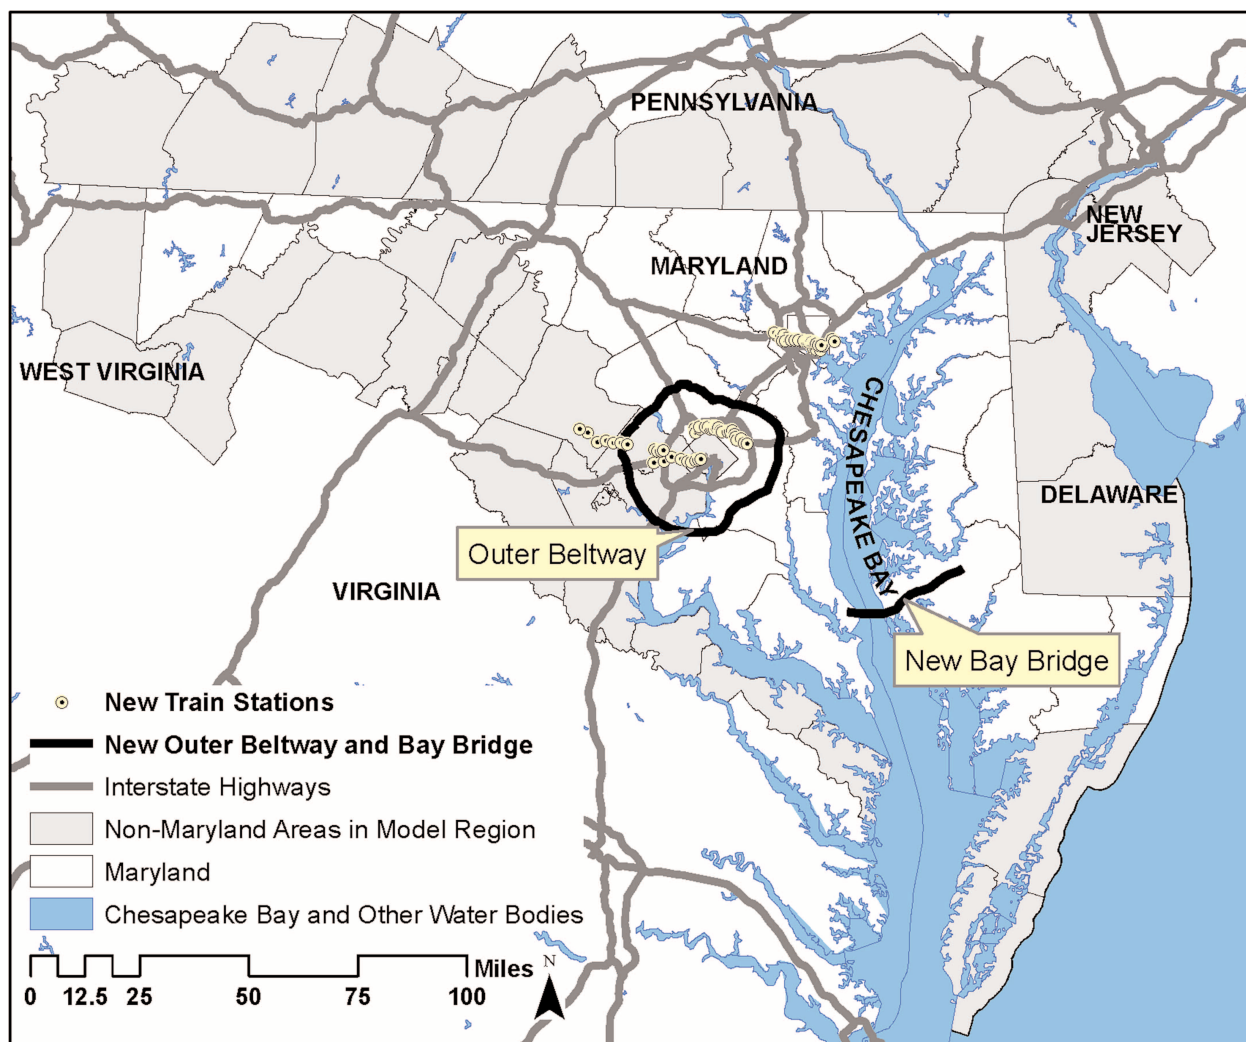 PENNSYLVANIA
NEW
JERSEY
MARYLAND
WEST VIRGINIA
CHESAPEAKE BAY
DELAWARE
Outer Beltway
VIRGINIA
New Bay Bridge
New Train Stations
New Outer Beltway and Bay Bridge
Interstate Highways
Non-Maryland Areas in Model Region
Maryland
Chesapeake Bay and Other Water Bodies
Miles
N
0 12.5 25 50 75 100